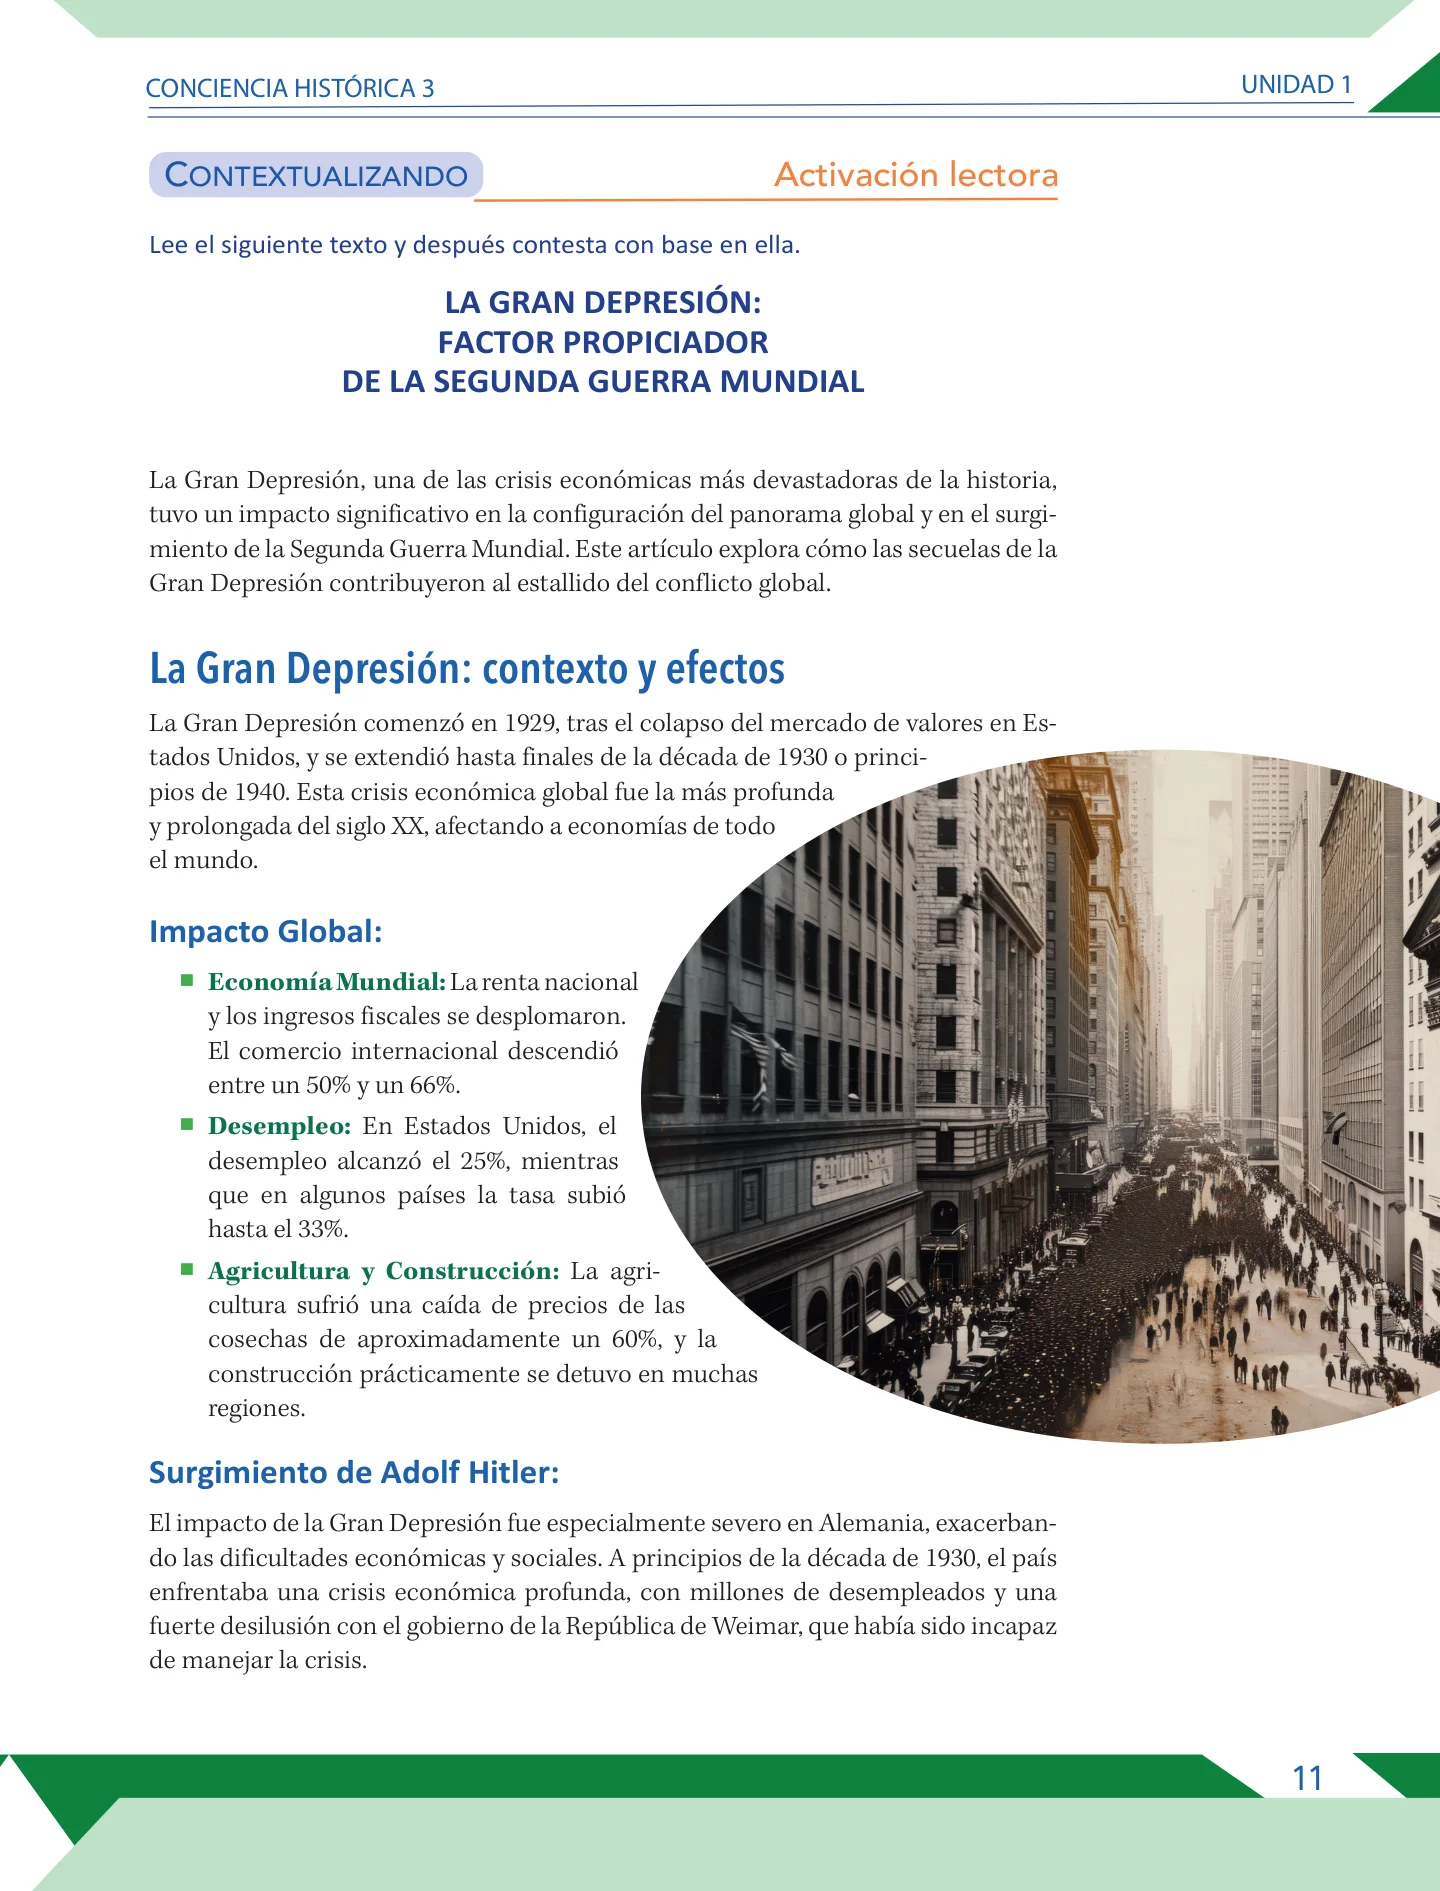 CONCIENCIA HISTÓRICA 3
UNIDAD 1
CONTEXTUALIZANDO
Activación lectora
Lee el siguiente texto y después contesta con base en ella.
LA GRAN DEPRESIÓN:
FACTOR PROPICIADOR
DE LA SEGUNDA GUERRA MUNDIAL
La Gran Depresión, una de las crisis económicas más devastadoras de la historia,
tuvo un impacto significativo en la configuración del panorama global y en el surgi-
miento de la Segunda Guerra Mundial. Este artículo explora cómo las secuelas de la
Gran Depresión contribuyeron al estallido del conflicto global.
La Gran Depresión: contexto y efectos
La Gran Depresión comenzó en 1929, tras el colapso del mercado de valores en Es-
tados Unidos, y se extendió hasta finales de la década de 1930 o princi-
pios de 1940. Esta crisis económica global fue la más profunda
y prolongada del siglo XX, afectando a economías de todo
el mundo.
Impacto Global:
Economía Mundial: La renta nacional
y los ingresos fiscales se desplomaron.
El comercio internacional descendió
entre un 50% y un 66%.
Desempleo: En Estados Unidos, el
desempleo alcanzó el 25%, mientras
que en algunos países la tasa subió
hasta el 33%.
Agricultura y Construcción: La agri-
cultura sufrió una caída de precios de las
cosechas de aproximadamente un 60%, y la
construcción prácticamente se detuvo en muchas
regiones.
Surgimiento de Adolf Hitler:
El impacto de la Gran Depresión fue especialmente severo en Alemania, exacerban-
do las dificultades económicas y sociales. A principios de la década de 1930, el país
enfrentaba una crisis económica profunda, con millones de desempleados y una
fuerte desilusión con el gobierno de la República de Weimar, que había sido incapaz
de manejar la crisis.
11